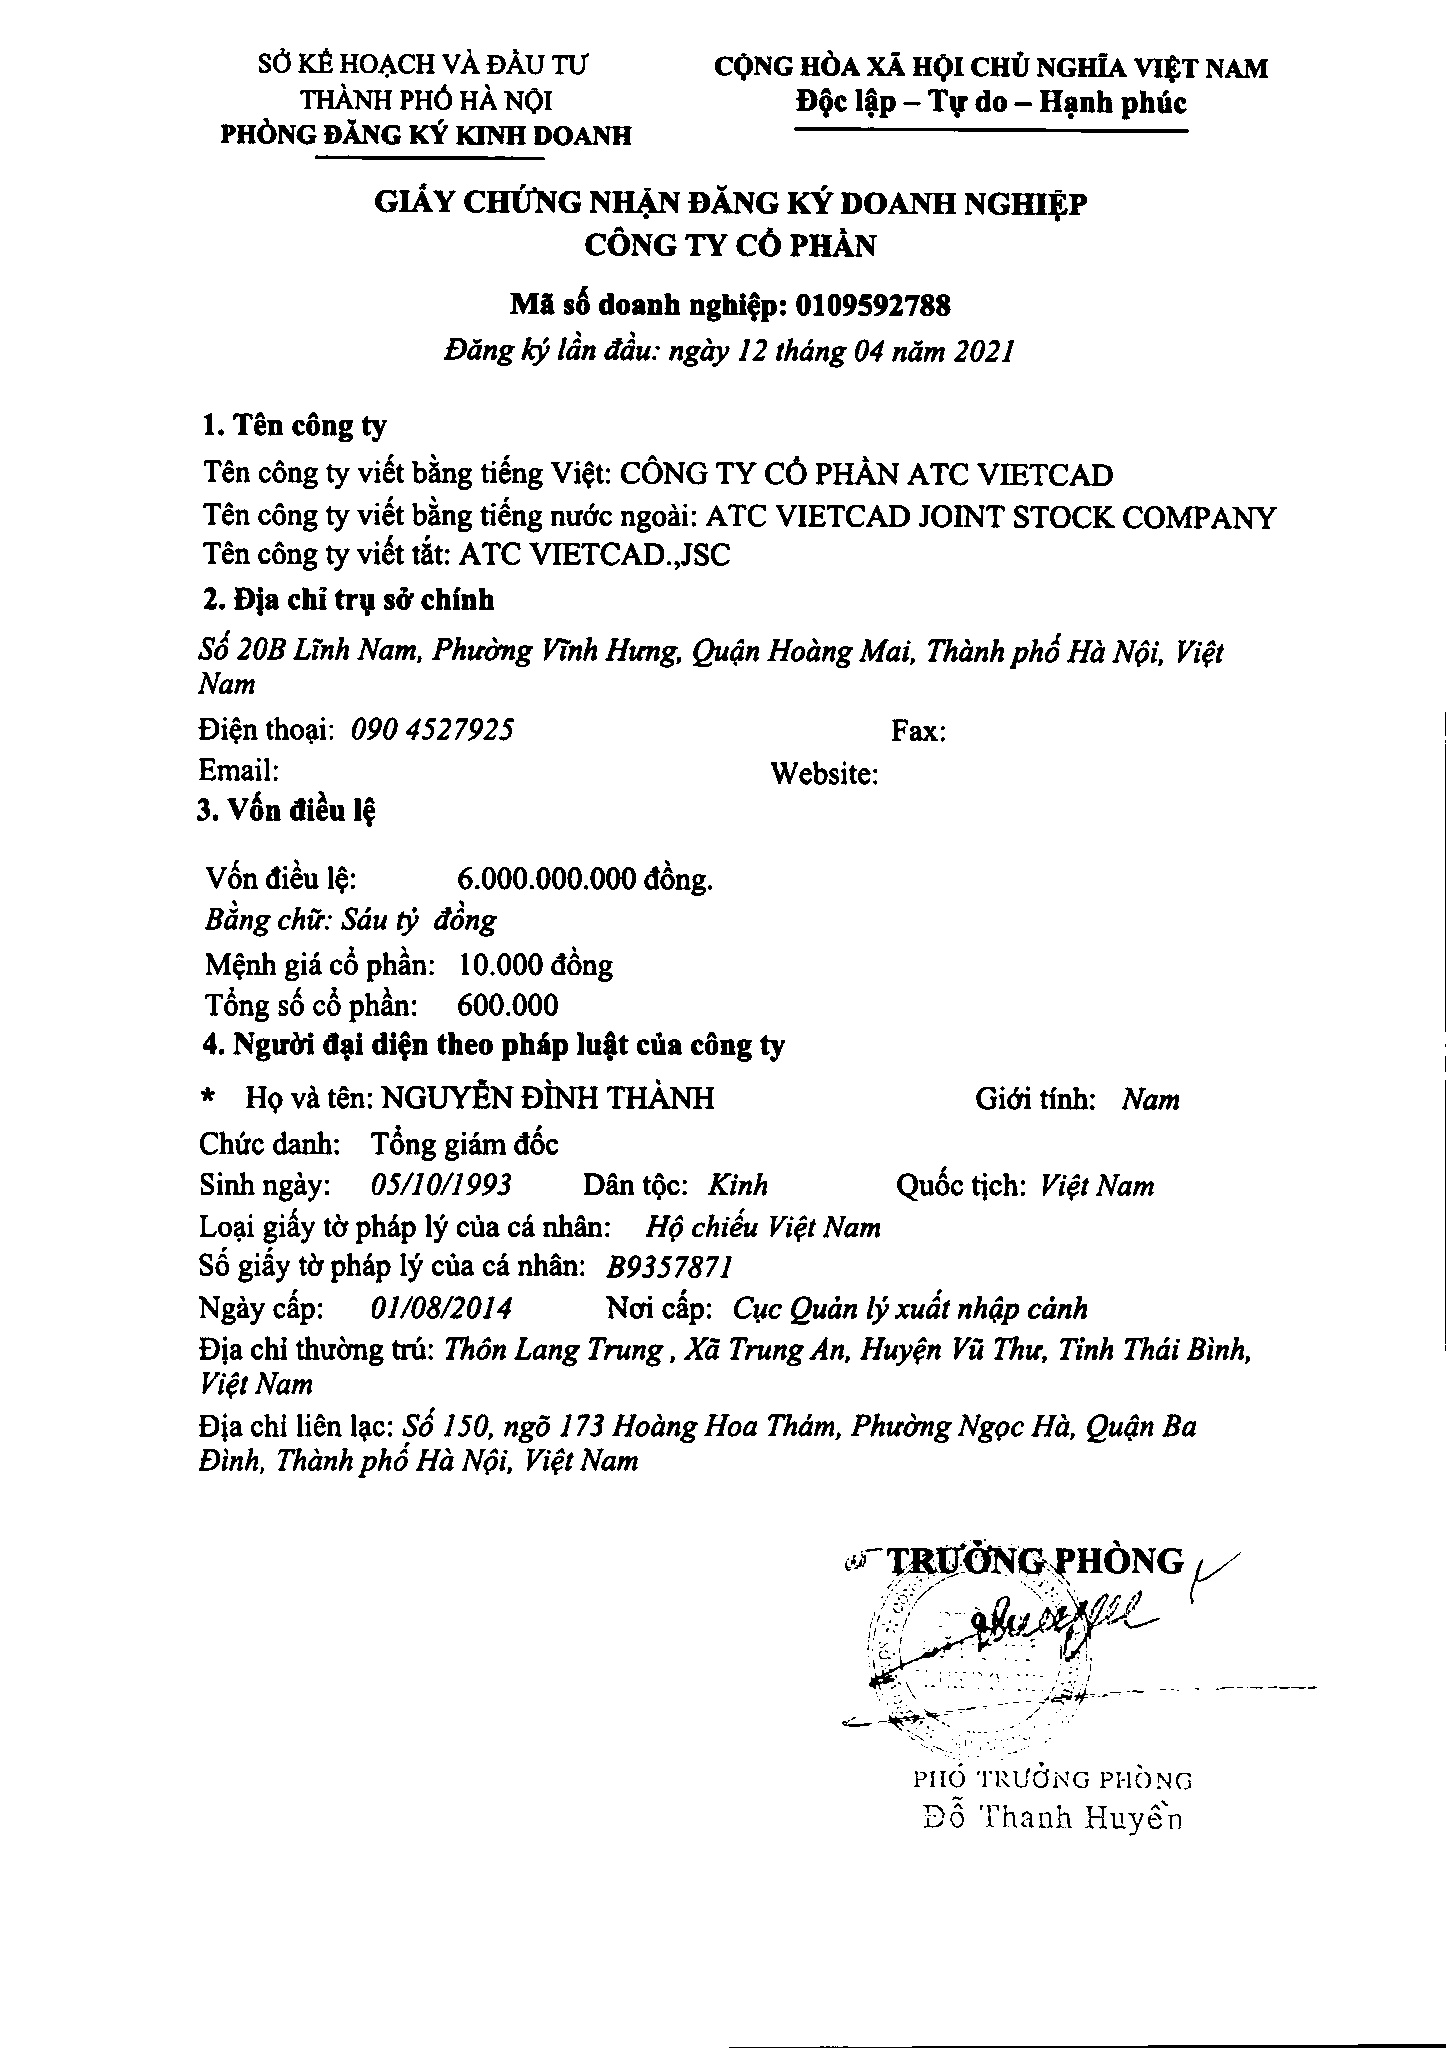 SỞ KẾ HOẠCH VÀ ĐẦU TƯ
THÀNH PHỐ HÀ NỘI
PHÒNG ĐĂNG KÝ KINH DOANH
CỘNG HÒA XÃ HỘI CHỦ NGHĨA VIỆT NAM
Độc lập – Tự do – Hạnh phúc
GIẤY CHỨNG NHẬN ĐĂNG KÝ DOANH NGHIỆP
CÔNG TY CỔ PHẦN
Mã số doanh nghiệp: 0109592788
Đăng ký lần đầu: ngày 12 tháng 04 năm 2021
1. Tên công ty
Tên công ty viết bằng tiếng Việt: CÔNG TY CỔ PHẦN ATC VIETCAD
Tên công ty viết bằng tiếng nước ngoài: ATC VIETCAD JOINT STOCK COMPANY
Tên công ty viết tắt: ATC VIETCAD.,JSC
2. Địa chỉ trụ sở chính
Số 20B Lĩnh Nam, Phường Vĩnh Hưng, Quận Hoàng Mai, Thành phố Hà Nội, Việt
Nam
Điện thoại: 090 4527925 Fax:
Email: Website:
3. Vốn điều lệ
Vốn điều lệ: 6.000.000.000 đồng.
Bằng chữ: Sáu tỷ đồng
Mệnh giá cổ phần: 10.000 đồng
Tổng số cổ phần: 600.000
4. Người đại diện theo pháp luật của công ty
* Họ và tên: NGUYỄN ĐÌNH THÀNH Giới tính: Nam
Chức danh: Tổng giám đốc
Sinh ngày: 05/10/1993 Dân tộc: Kinh Quốc tịch: Việt Nam
Loại giấy tờ pháp lý của cá nhân: Hộ chiếu Việt Nam
Số giấy tờ pháp lý của cá nhân: B9357871
Ngày cấp: 01/08/2014 Nơi cấp: Cục Quản lý xuất nhập cảnh
Địa chỉ thường trú: Thôn Lang Trung, Xã Trung An, Huyện Vũ Thư, Tỉnh Thái Bình,
Việt Nam
Địa chỉ liên lạc: Số 150, ngõ 173 Hoàng Hoa Thám, Phường Ngọc Hà, Quận Ba
Đình, Thành phố Hà Nội, Việt Nam
TRƯỞNG PHÒNG
PHÓ TRƯỞNG PHÒNG
Đỗ Thanh Huyền